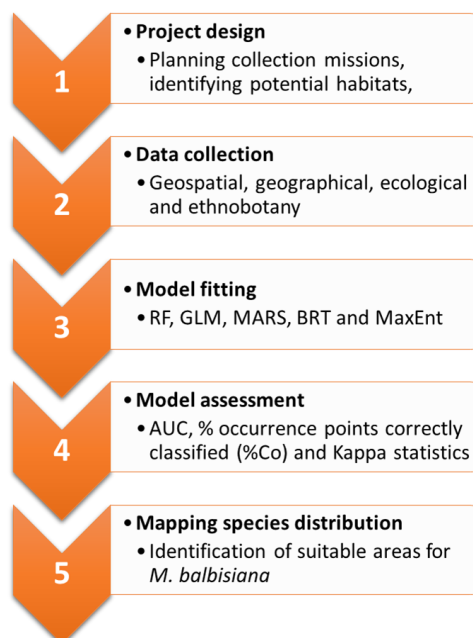 1
• Project design
• Planning collection missions,
identifying potential habitats,
2
• Data collection
• Geospatial, geographical, ecological
and ethnobotany
3
• Model fitting
• RF, GLM, MARS, BRT and MaxEnt
4
• Model assessment
• AUC, % occurrence points correctly
classified (%Co) and Kappa statistics
5
• Mapping species distribution
• Identification of suitable areas for
M. balbisiana